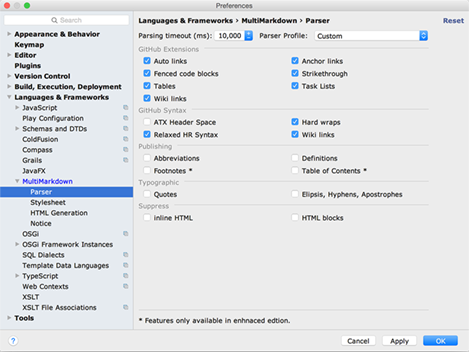 Preferences
Search
Languages & Frameworks › MultiMarkdown › Parser
Reset
Appearance & Behavior
Keymap
Editor
Plugins
Version Control
Build, Execution, Deployment
Languages & Frameworks
JavaScript
Play Configuration
Schemas and DTDs
ColdFusion
Compass
Grails
JavaFX
MultiMarkdown
Parser
Stylesheet
HTML Generation
Notice
OSGi
OSGi Framework Instances
SQL Dialects
Template Data Languages
TypeScript
Web Contexts
XSLT
XSLT File Associations
Tools
Parsing timeout (ms): 10,000 Parser Profile: Custom
GitHub Extensions
Auto links Anchor links
Fenced code blocks Strikethrough
Tables Task Lists
Wiki links
GitHub Syntax
ATX Header Space Hard wraps
Relaxed HR Syntax Wiki links
Publishing
Abbreviations Definitions
Footnotes * Table of Contents *
Typographic
Quotes Elipsis, Hyphens, Apostrophes
Suppress
inline HTML HTML blocks
* Features only available in enhnaced edtion.
? Cancel Apply OK